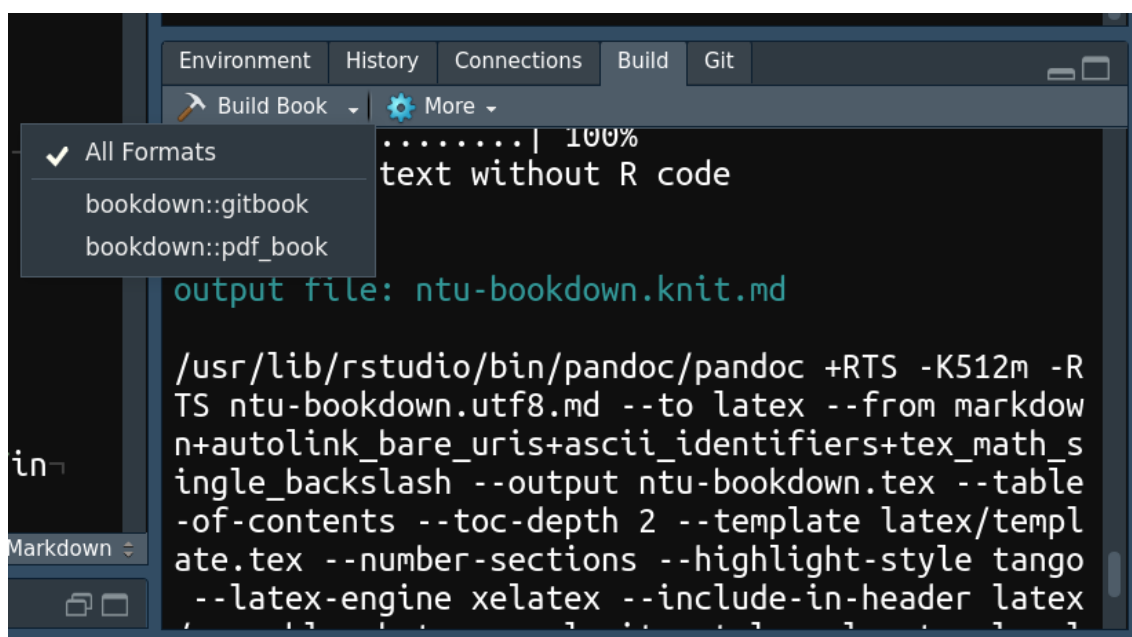 Environment History Connections Build Git
Build Book More
All Formats
bookdown::gitbook
bookdown::pdf_book
........| 100%
text without R code
output file: ntu-bookdown.knit.md
/usr/lib/rstudio/bin/pandoc/pandoc +RTS -K512m -R
TS ntu-bookdown.utf8.md --to latex --from markdow
n+autolink_bare_uris+ascii_identifiers+tex_math_s
ingle_backslash --output ntu-bookdown.tex --table
-of-contents --toc-depth 2 --template latex/templ
ate.tex --number-sections --highlight-style tango
--latex-engine xelatex --include-in-header latex
in¬
Markdown